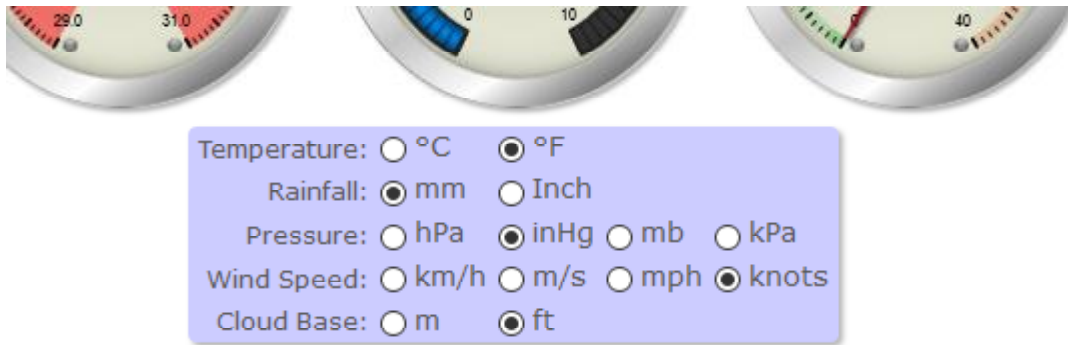 29.0 31.0 0 10 0 40
Temperature: °C °F
Rainfall: mm Inch
Pressure: hPa inHg mb kPa
Wind Speed: km/h m/s mph knots
Cloud Base: m ft